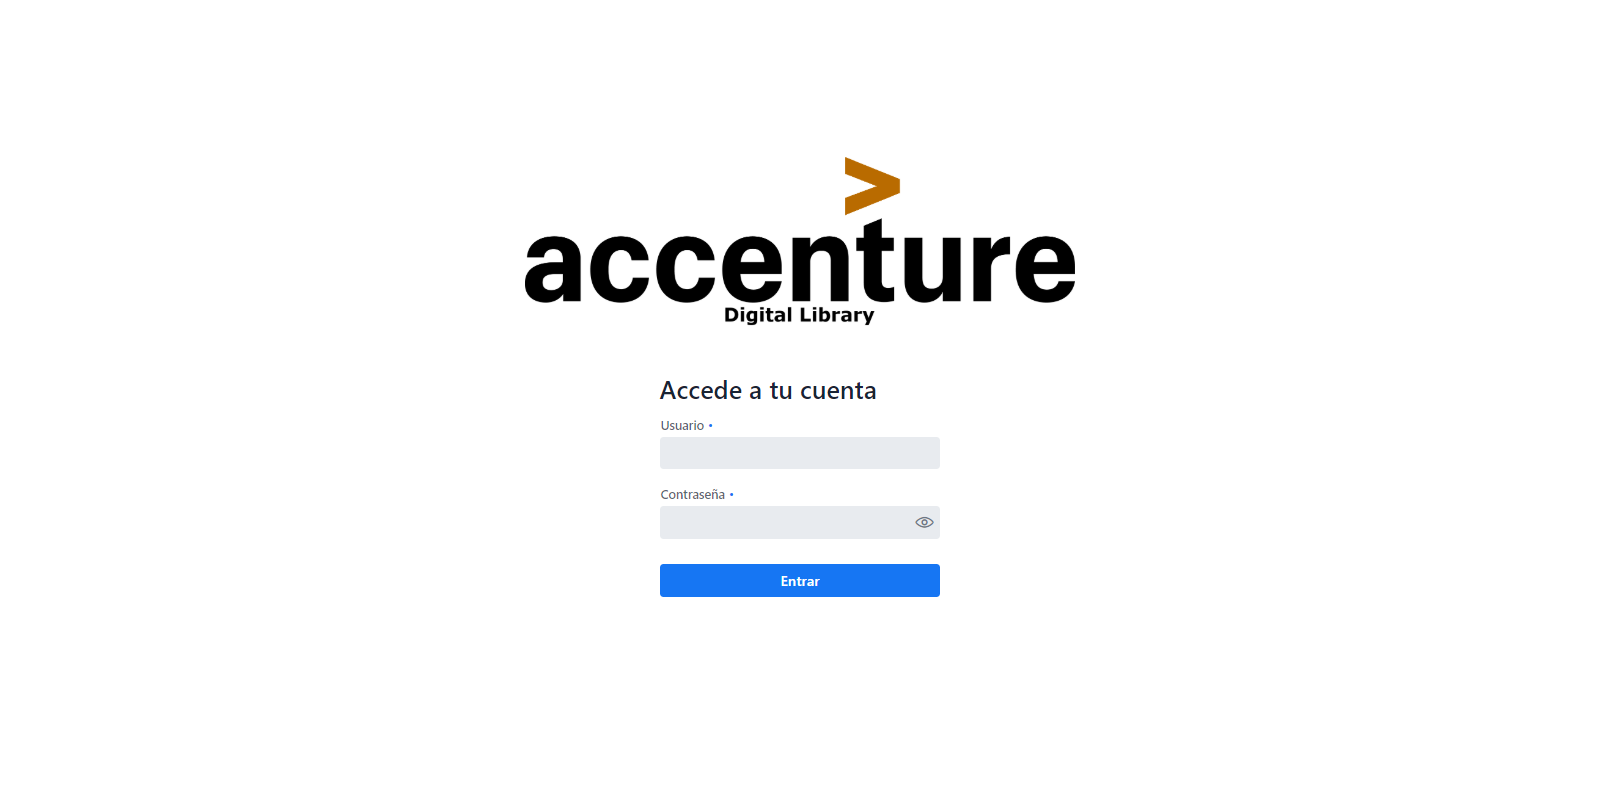 >
accenture
Digital Library
Accede a tu cuenta
Usuario •
Contraseña •
Entrar